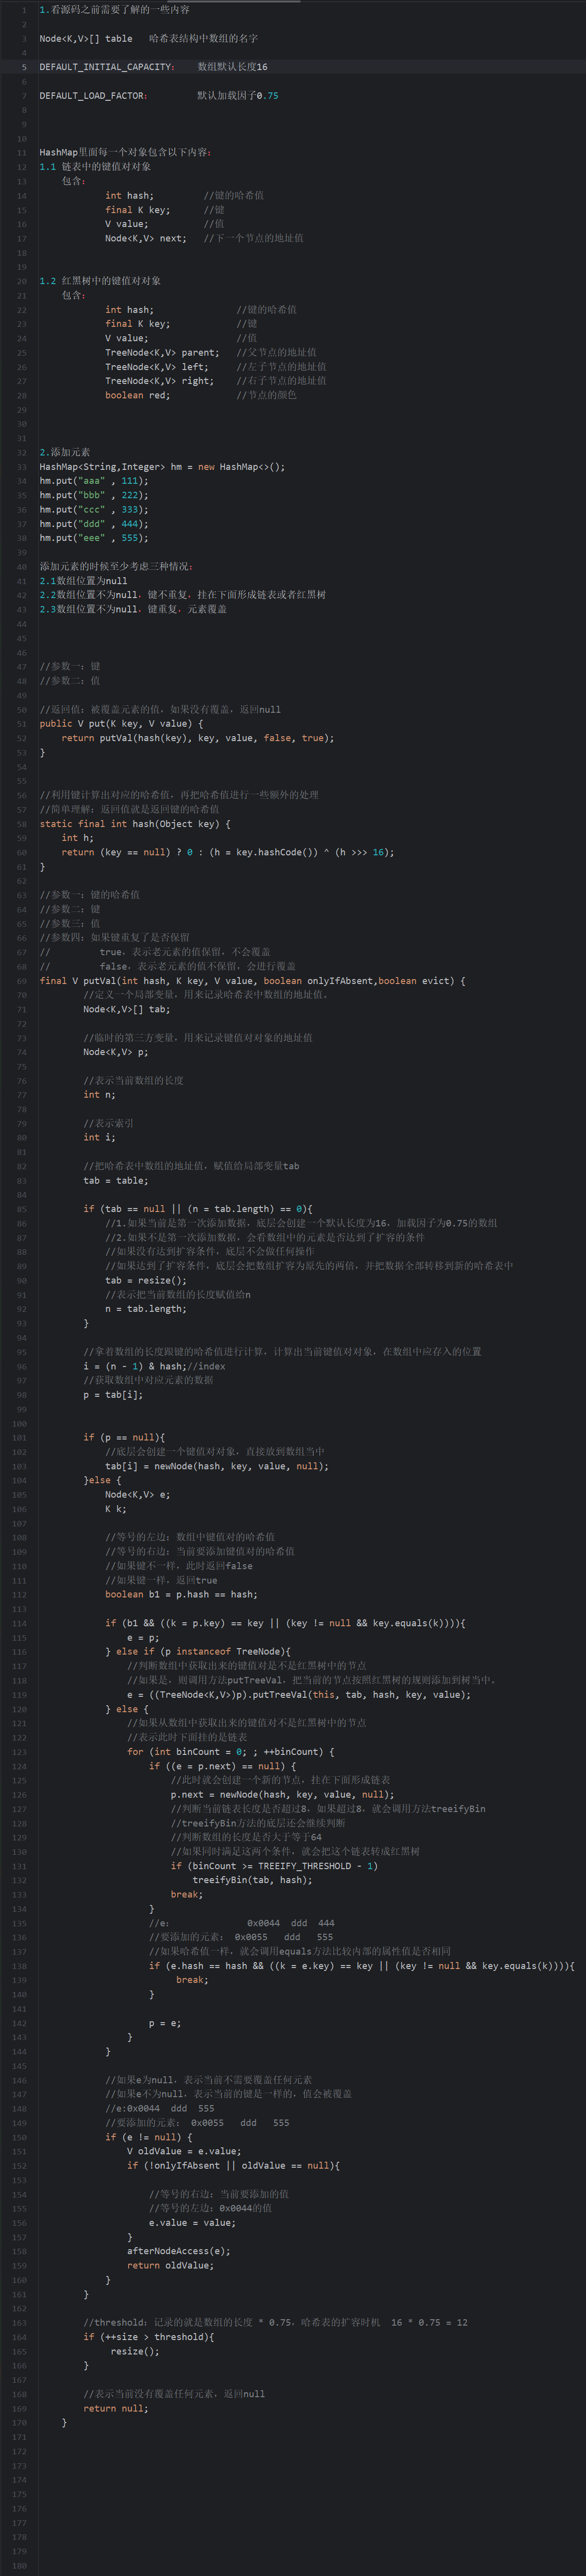 1 1.看源码之前需要了解的一些内容
2
3 Node<K,V>[] table   哈希表结构中数组的名字
4
5 DEFAULT_INITIAL_CAPACITY：   数组默认长度16
6
7 DEFAULT_LOAD_FACTOR：        默认加载因子0.75
8
9
10
11 HashMap里面每一个对象包含以下内容：
12 1.1 链表中的键值对对象
13     包含：
14             int hash;         //键的哈希值
15             final K key;      //键
16             V value;          //值
17             Node<K,V> next;   //下一个节点的地址值
18
19
20 1.2 红黑树中的键值对对象
21     包含：
22             int hash;               //键的哈希值
23             final K key;            //键
24             V value;                //值
25             TreeNode<K,V> parent;   //父节点的地址值
26             TreeNode<K,V> left;     //左子节点的地址值
27             TreeNode<K,V> right;    //右子节点的地址值
28             boolean red;            //节点的颜色
29
30
31
32 2.添加元素
33 HashMap<String,Integer> hm = new HashMap<>();
34 hm.put("aaa" , 111);
35 hm.put("bbb" , 222);
36 hm.put("ccc" , 333);
37 hm.put("ddd" , 444);
38 hm.put("eee" , 555);
39
40 添加元素的时候至少考虑三种情况：
41 2.1数组位置为null
42 2.2数组位置不为null，键不重复，挂在下面形成链表或者红黑树
43 2.3数组位置不为null，键重复，元素覆盖
44
45
46
47 //参数一：键
48 //参数二：值
49
50 //返回值：被覆盖元素的值，如果没有覆盖，返回null
51 public V put(K key, V value) {
52     return putVal(hash(key), key, value, false, true);
53 }
54
55
56 //利用键计算出对应的哈希值，再把哈希值进行一些额外的处理
57 //简单理解：返回值就是返回键的哈希值
58 static final int hash(Object key) {
59     int h;
60     return (key == null) ? 0 : (h = key.hashCode()) ^ (h >>> 16);
61 }
62
63 //参数一：键的哈希值
64 //参数二：键
65 //参数三：值
66 //参数四：如果键重复了是否保留
67 //         true，表示老元素的值保留，不会覆盖
68 //         false，表示老元素的值不保留，会进行覆盖
69 final V putVal(int hash, K key, V value, boolean onlyIfAbsent,boolean evict) {
70         //定义一个局部变量，用来记录哈希表中数组的地址值。
71         Node<K,V>[] tab;
72
73         //临时的第三方变量，用来记录键值对对象的地址值
74         Node<K,V> p;
75
76         //表示当前数组的长度
77         int n;
78
79         //表示索引
80         int i;
81
82         //把哈希表中数组的地址值，赋值给局部变量tab
83         tab = table;
84
85         if (tab == null || (n = tab.length) == 0){
86             //1.如果当前是第一次添加数据，底层会创建一个默认长度为16，加载因子为0.75的数组
87             //2.如果不是第一次添加数据，会看数组中的元素是否达到了扩容的条件
88             //如果没有达到扩容条件，底层不会做任何操作
89             //如果达到了扩容条件，底层会把数组扩容为原先的两倍，并把数据全部转移到新的哈希表中
90             tab = resize();
91             //表示把当前数组的长度赋值给n
92             n = tab.length;
93         }
94
95         //拿着数组的长度跟键的哈希值进行计算，计算出当前键值对对象，在数组中应存入的位置
96         i = (n - 1) & hash;//index
97         //获取数组中对应元素的数据
98         p = tab[i];
99
100
101         if (p == null){
102             //底层会创建一个键值对对象，直接放到数组当中
103             tab[i] = newNode(hash, key, value, null);
104         }else {
105             Node<K,V> e;
106             K k;
107
108             //等号的左边：数组中键值对的哈希值
109             //等号的右边：当前要添加键值对的哈希值
110             //如果键不一样，此时返回false
111             //如果键一样，返回true
112             boolean b1 = p.hash == hash;
113
114             if (b1 && ((k = p.key) == key || (key != null && key.equals(k)))){
115                 e = p;
116             } else if (p instanceof TreeNode){
117                 //判断数组中获取出来的键值对是不是红黑树中的节点
118                 //如果是，则调用方法putTreeVal，把当前的节点按照红黑树的规则添加到树当中。
119                 e = ((TreeNode<K,V>)p).putTreeVal(this, tab, hash, key, value);
120             } else {
121                 //如果从数组中获取出来的键值对不是红黑树中的节点
122                 //表示此时下面挂的是链表
123                 for (int binCount = 0; ; ++binCount) {
124                     if ((e = p.next) == null) {
125                         //此时就会创建一个新的节点，挂在下面形成链表
126                         p.next = newNode(hash, key, value, null);
127                         //判断当前链表长度是否超过8，如果超过8，就会调用方法treeifyBin
128                         //treeifyBin方法的底层还会继续判断
129                         //判断数组的长度是否大于等于64
130                         //如果同时满足这两个条件，就会把这个链表转成红黑树
131                         if (binCount >= TREEIFY_THRESHOLD - 1)
132                             treeifyBin(tab, hash);
133                         break;
134                     }
135                     //e：              0x0044  ddd  444
136                     //要添加的元素： 0x0055   ddd   555
137                     //如果哈希值一样，就会调用equals方法比较内部的属性值是否相同
138                     if (e.hash == hash && ((k = e.key) == key || (key != null && key.equals(k)))){
139                          break;
140                     }
141
142                     p = e;
143                 }
144             }
145
146             //如果e为null，表示当前不需要覆盖任何元素
147             //如果e不为null，表示当前的键是一样的，值会被覆盖
148             //e:0x0044  ddd  555
149             //要添加的元素： 0x0055   ddd   555
150             if (e != null) {
151                 V oldValue = e.value;
152                 if (!onlyIfAbsent || oldValue == null){
153
154                     //等号的右边：当前要添加的值
155                     //等号的左边：0x0044的值
156                     e.value = value;
157                 }
158                 afterNodeAccess(e);
159                 return oldValue;
160             }
161         }
162
163         //threshold：记录的就是数组的长度 * 0.75，哈希表的扩容时机  16 * 0.75 = 12
164         if (++size > threshold){
165              resize();
166         }
167
168         //表示当前没有覆盖任何元素，返回null
169         return null;
170     }
171
172
173
174
175
176
177
178
179
180